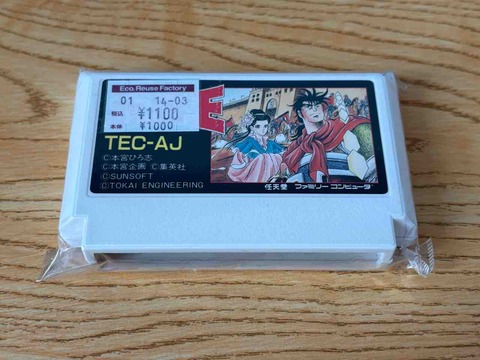 Eco. Reuse Factory
01 14-03
税込 ¥1100
本体 ¥1000
TEC-AJ
©本宮ひろ志
©本宮企画 ©集英社
©SUNSOFT
©TOKAI ENGINEERING
任天堂 ファミリー コンピュータ